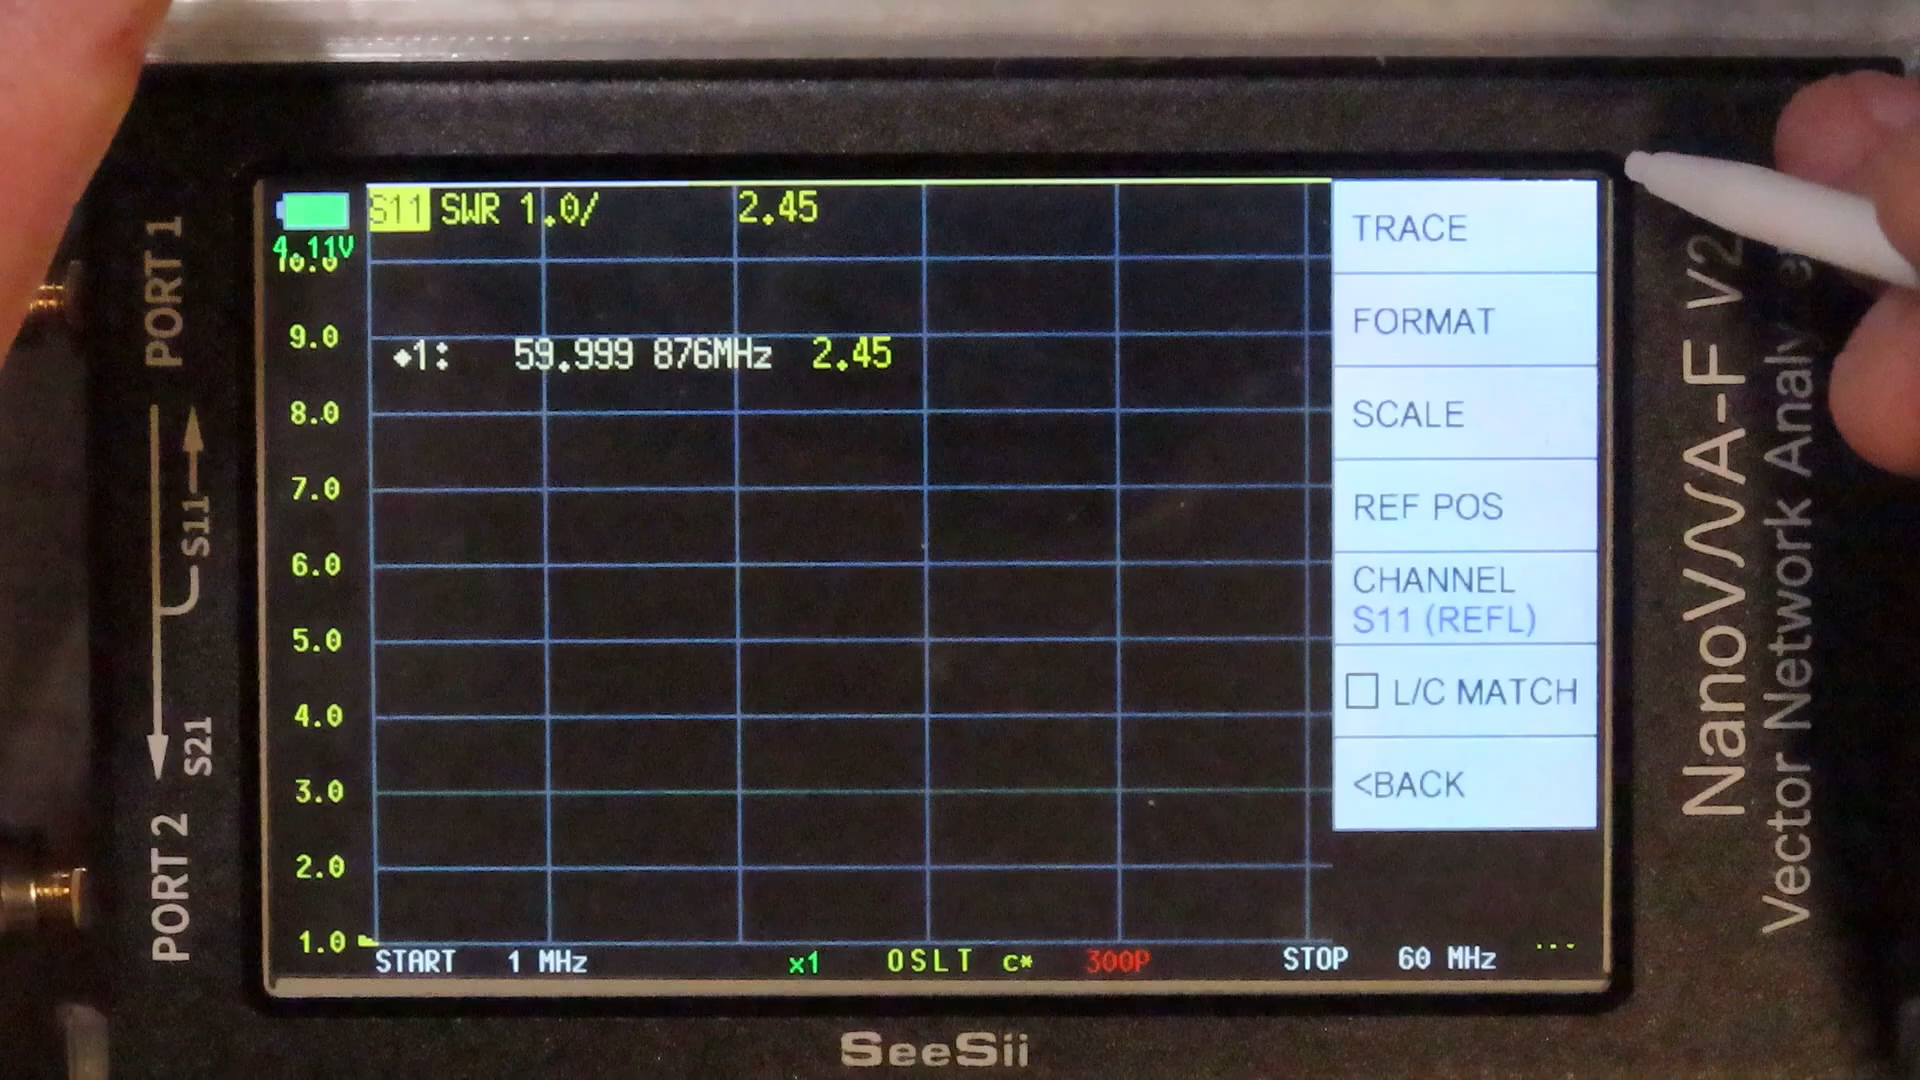 S11 SWR 1.0/ 2.45
4.11V
10.0
9.0
◆1: 59.999 876MHz 2.45
8.0
7.0
6.0
5.0
4.0
3.0
2.0
1.0
START 1 MHz x1 OSLT c* 300P STOP 60 MHz ...
TRACE
FORMAT
SCALE
REF POS
CHANNEL
S11 (REFL)
L/C MATCH
<BACK
PORT 1
S11
S21
PORT 2
NanoVNA-F V2
Vector Network
SeeSii